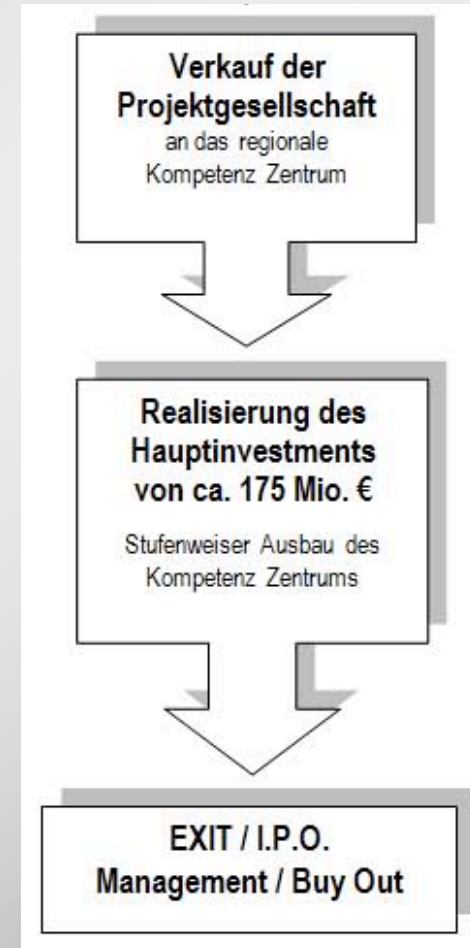 Verkauf der
Projektgesellschaft
an das regionale
Kompetenz Zentrum
Realisierung des
Hauptinvestments
von ca. 175 Mio. €
Stufenweiser Ausbau des
Kompetenz Zentrums
EXIT / I.P.O.
Management / Buy Out